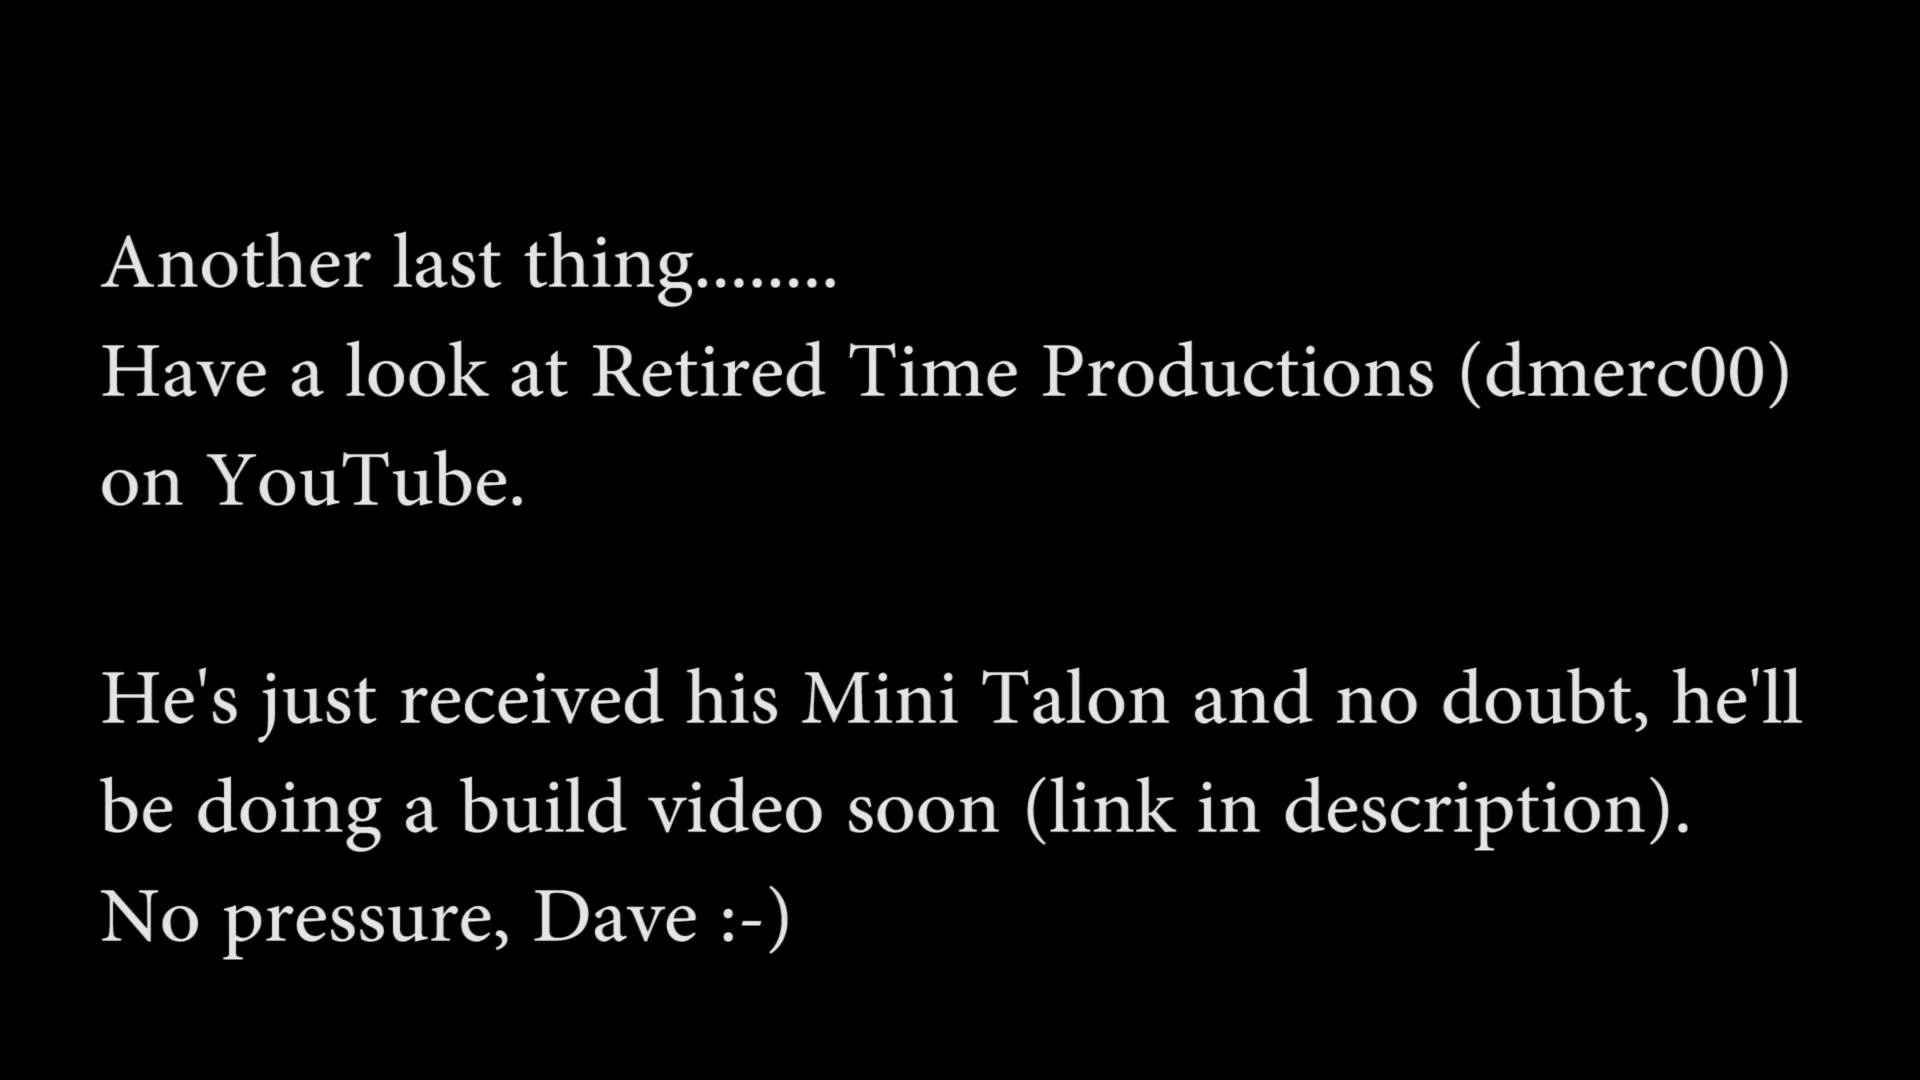 Another last thing........
Have a look at Retired Time Productions (dmerc00)
on YouTube.
He's just received his Mini Talon and no doubt, he'll
be doing a build video soon (link in description).
No pressure, Dave :-)